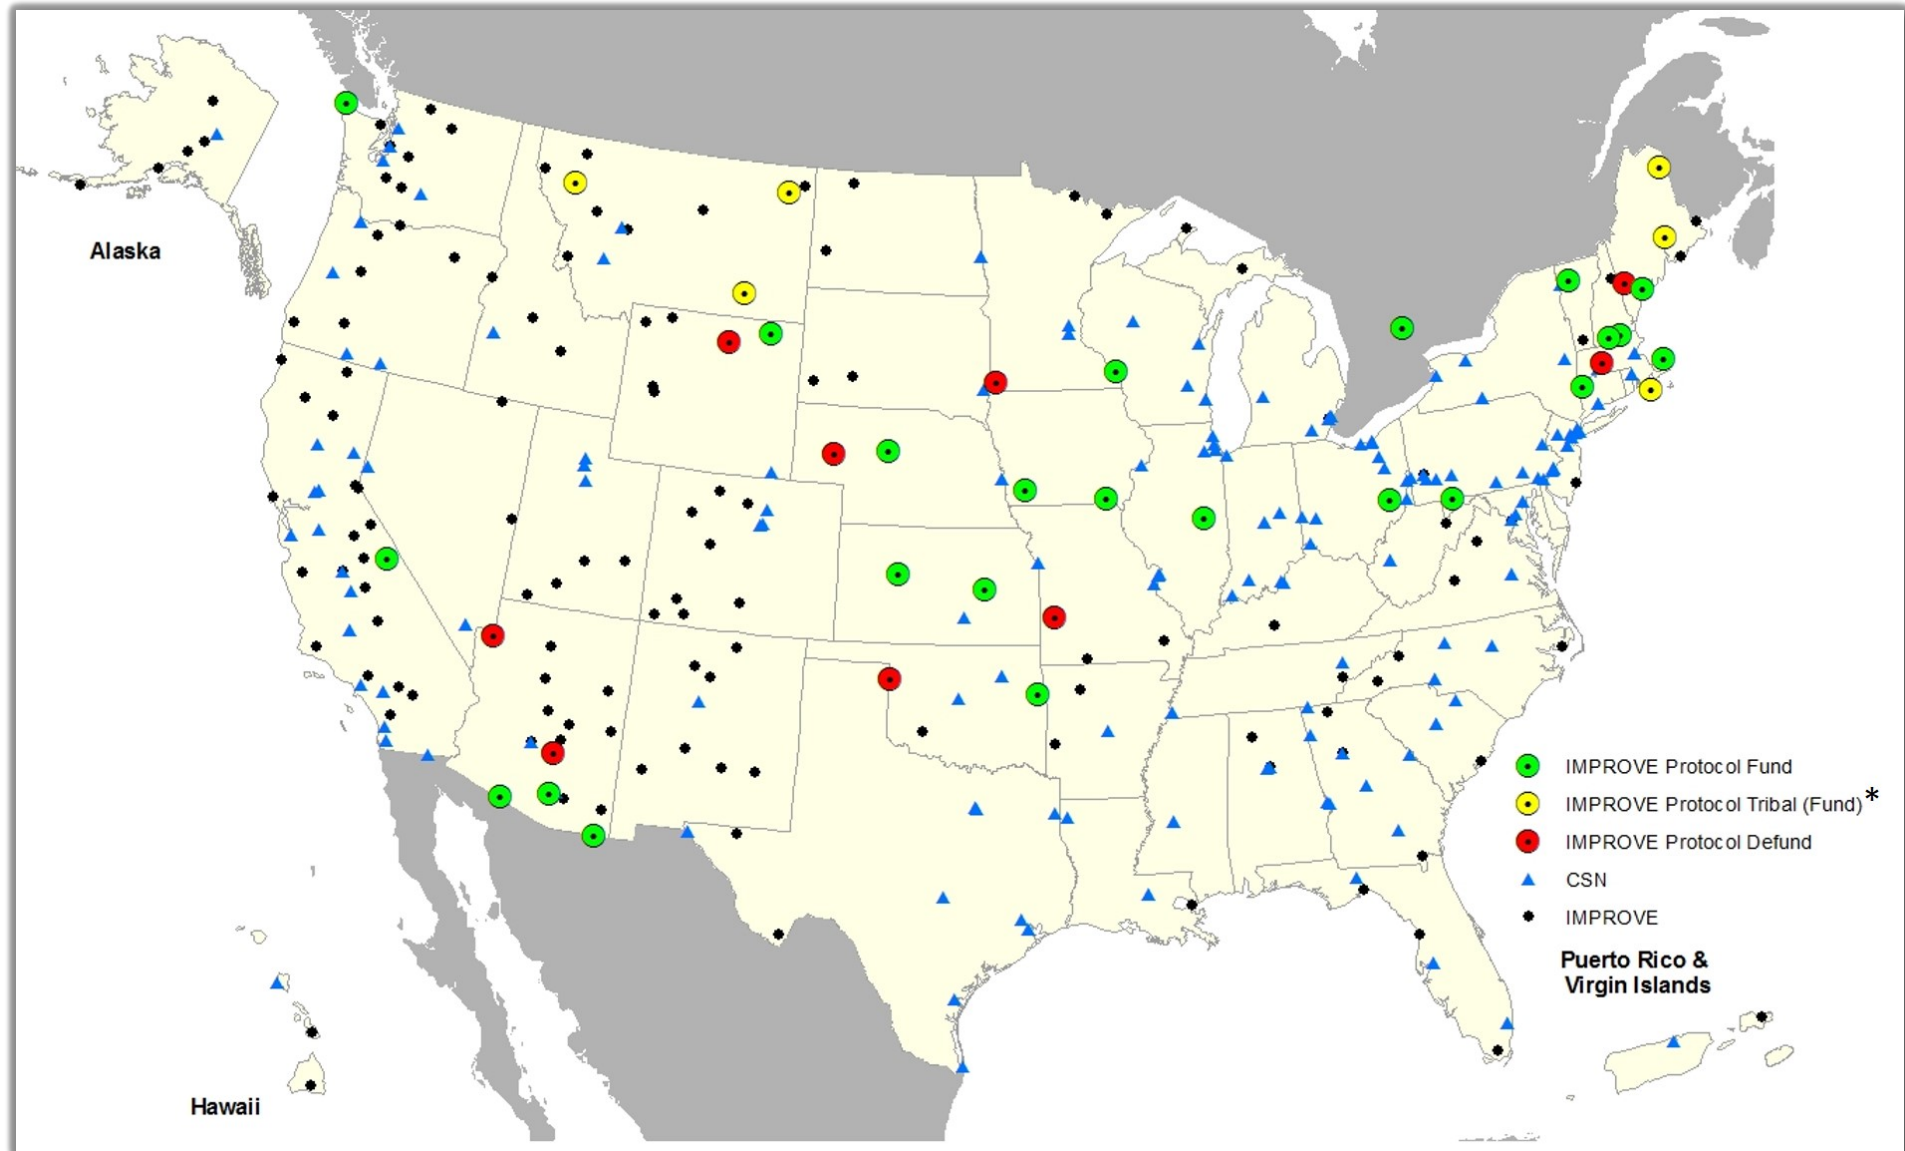 Alaska
IMPROVE Protocol Fund
IMPROVE Protocol Tribal (Fund)*
IMPROVE Protocol Defund
CSN
IMPROVE
Puerto Rico &
Virgin Islands
Hawaii